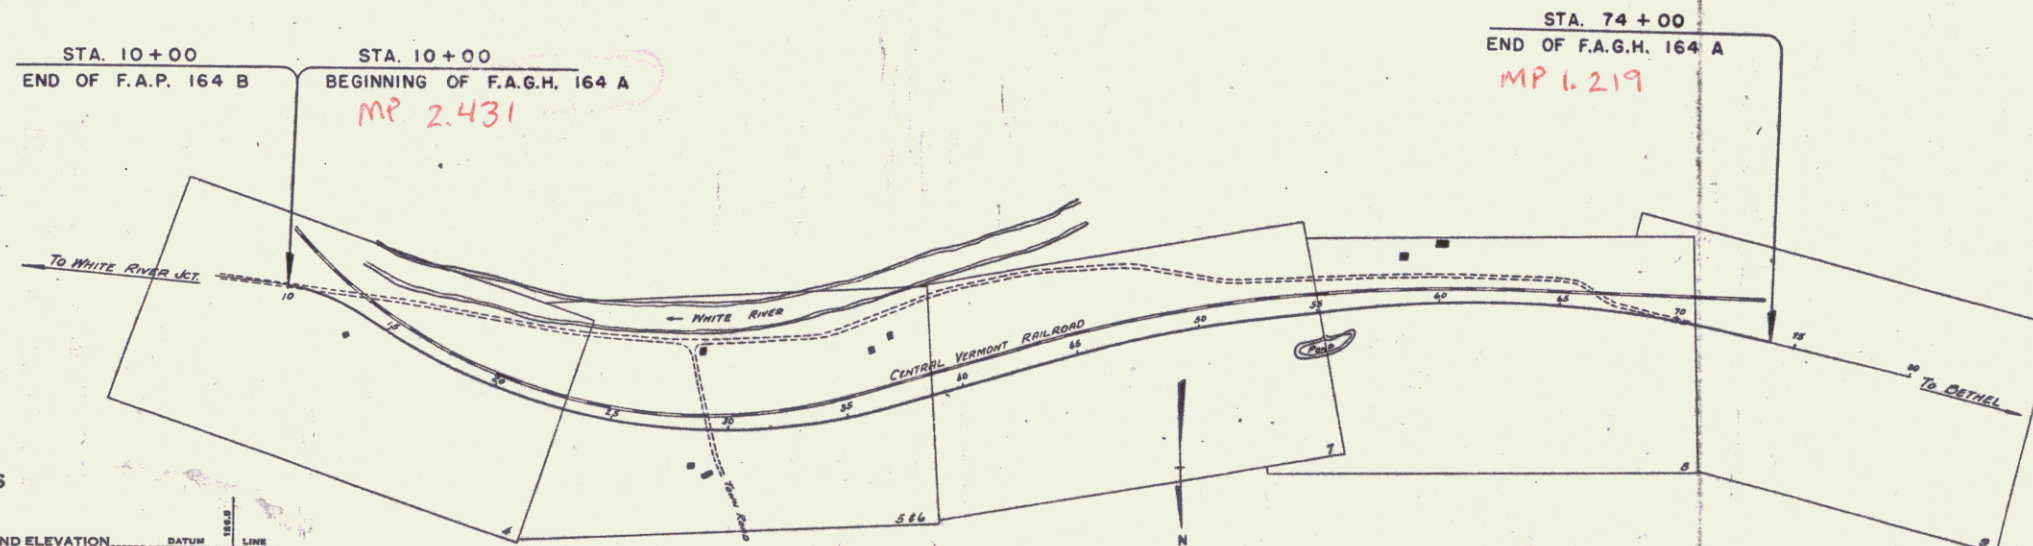 STA. 10+00
END OF F.A.P. 164 B
STA. 10+00
BEGINNING OF F.A.G.H. 164 A
MP 2.431
STA. 74+00
END OF F.A.G.H. 164 A
MP 1.219
TO WHITE RIVER JCT.
10
15
20
25
30
35
40
45
50
55
60
65
70
75
80
← WHITE RIVER
CENTRAL VERMONT RAILROAD
Pond
TO BETHEL
TOWN ROAD
4
5&6
7
8
9
N
S
ND ELEVATION
DATUM
LINE